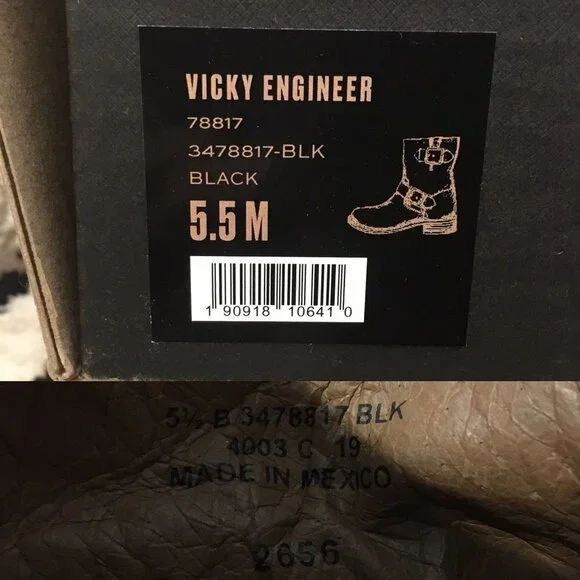 VICKY ENGINEER
78817
3478817-BLK
BLACK
5.5 M
1 90918 10641 0
5½ B 3478817 BLK
4003 C 19
MADE IN MEXICO
2656